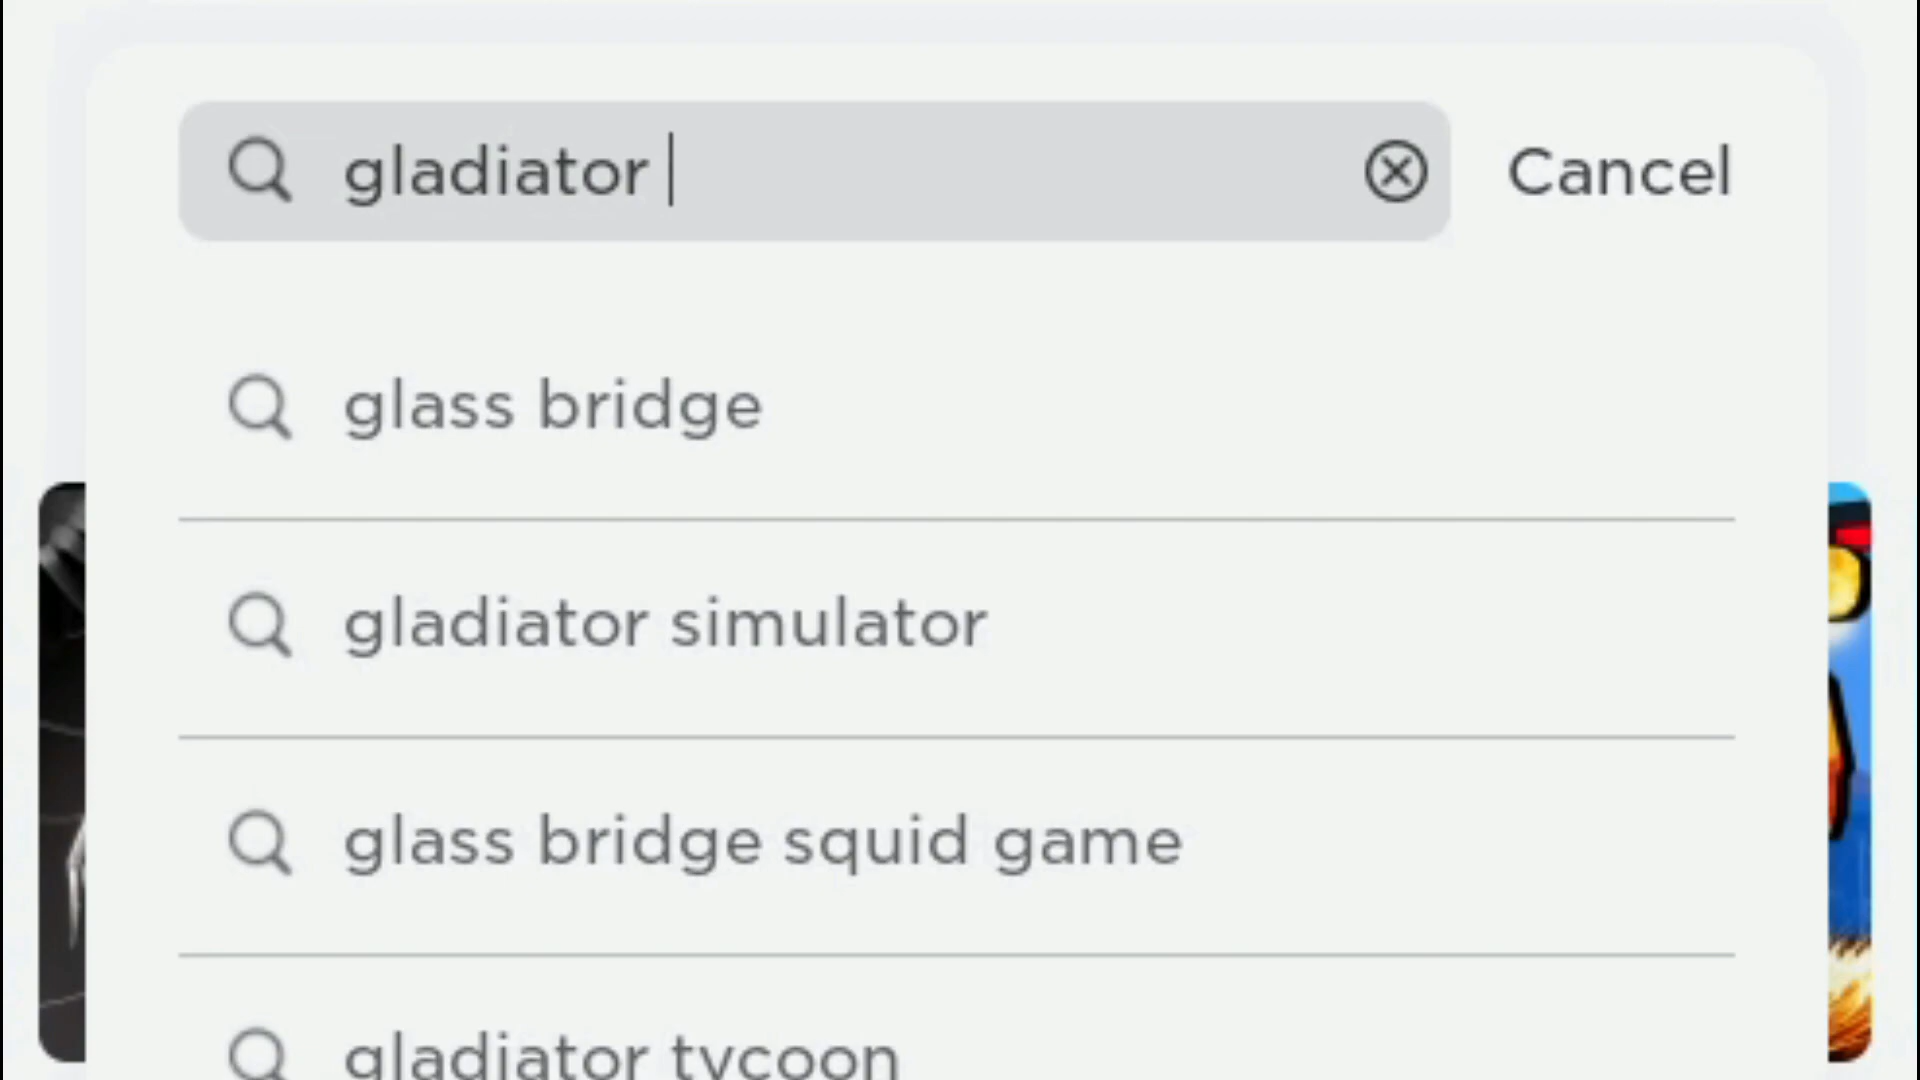 gladiator
Cancel
glass bridge
gladiator simulator
glass bridge squid game
gladiator tycoon